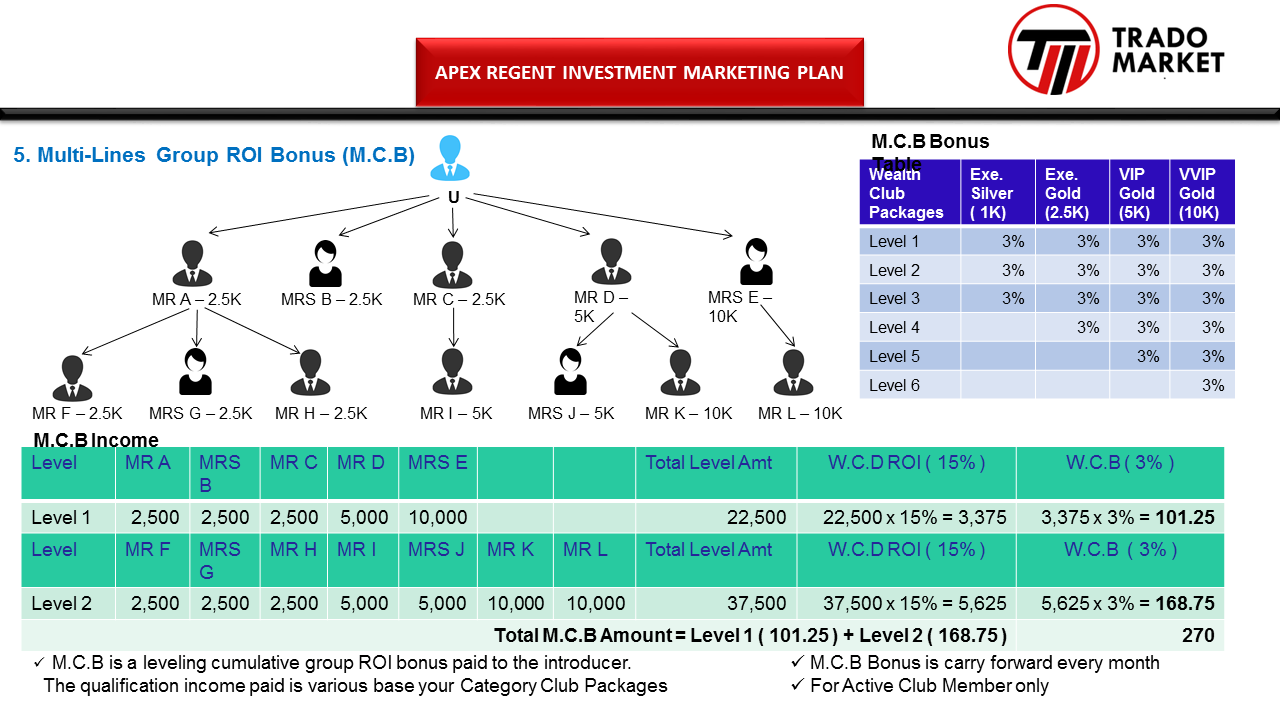 APEX REGENT INVESTMENT MARKETING PLAN
TRADO
MARKET
5. Multi-Lines Group ROI Bonus (M.C.B)
U
MR A – 2.5K MRS B – 2.5K MR C – 2.5K MR D – 5K MRS E – 10K
MR F – 2.5K MRS G – 2.5K MR H – 2.5K MR I – 5K MRS J – 5K MR K – 10K MR L – 10K
M.C.B Bonus
Table
Wealth Club Packages Exe. Silver ( 1K) Exe. Gold (2.5K) VIP Gold (5K) VVIP Gold (10K)
Level 1 3% 3% 3% 3%
Level 2 3% 3% 3% 3%
Level 3 3% 3% 3% 3%
Level 4 3% 3% 3%
Level 5 3% 3%
Level 6 3%
M.C.B Income
Level MR A MRS B MR C MR D MRS E Total Level Amt W.C.D ROI ( 15% ) W.C.B ( 3% )
Level 1 2,500 2,500 2,500 5,000 10,000 22,500 22,500 x 15% = 3,375 3,375 x 3% = 101.25
Level MR F MRS G MR H MR I MRS J MR K MR L Total Level Amt W.C.D ROI ( 15% ) W.C.B ( 3% )
Level 2 2,500 2,500 2,500 5,000 5,000 10,000 10,000 37,500 37,500 x 15% = 5,625 5,625 x 3% = 168.75
Total M.C.B Amount = Level 1 ( 101.25 ) + Level 2 ( 168.75 ) 270
✓ M.C.B is a leveling cumulative group ROI bonus paid to the introducer.
The qualification income paid is various base your Category Club Packages
✓ M.C.B Bonus is carry forward every month
✓ For Active Club Member only